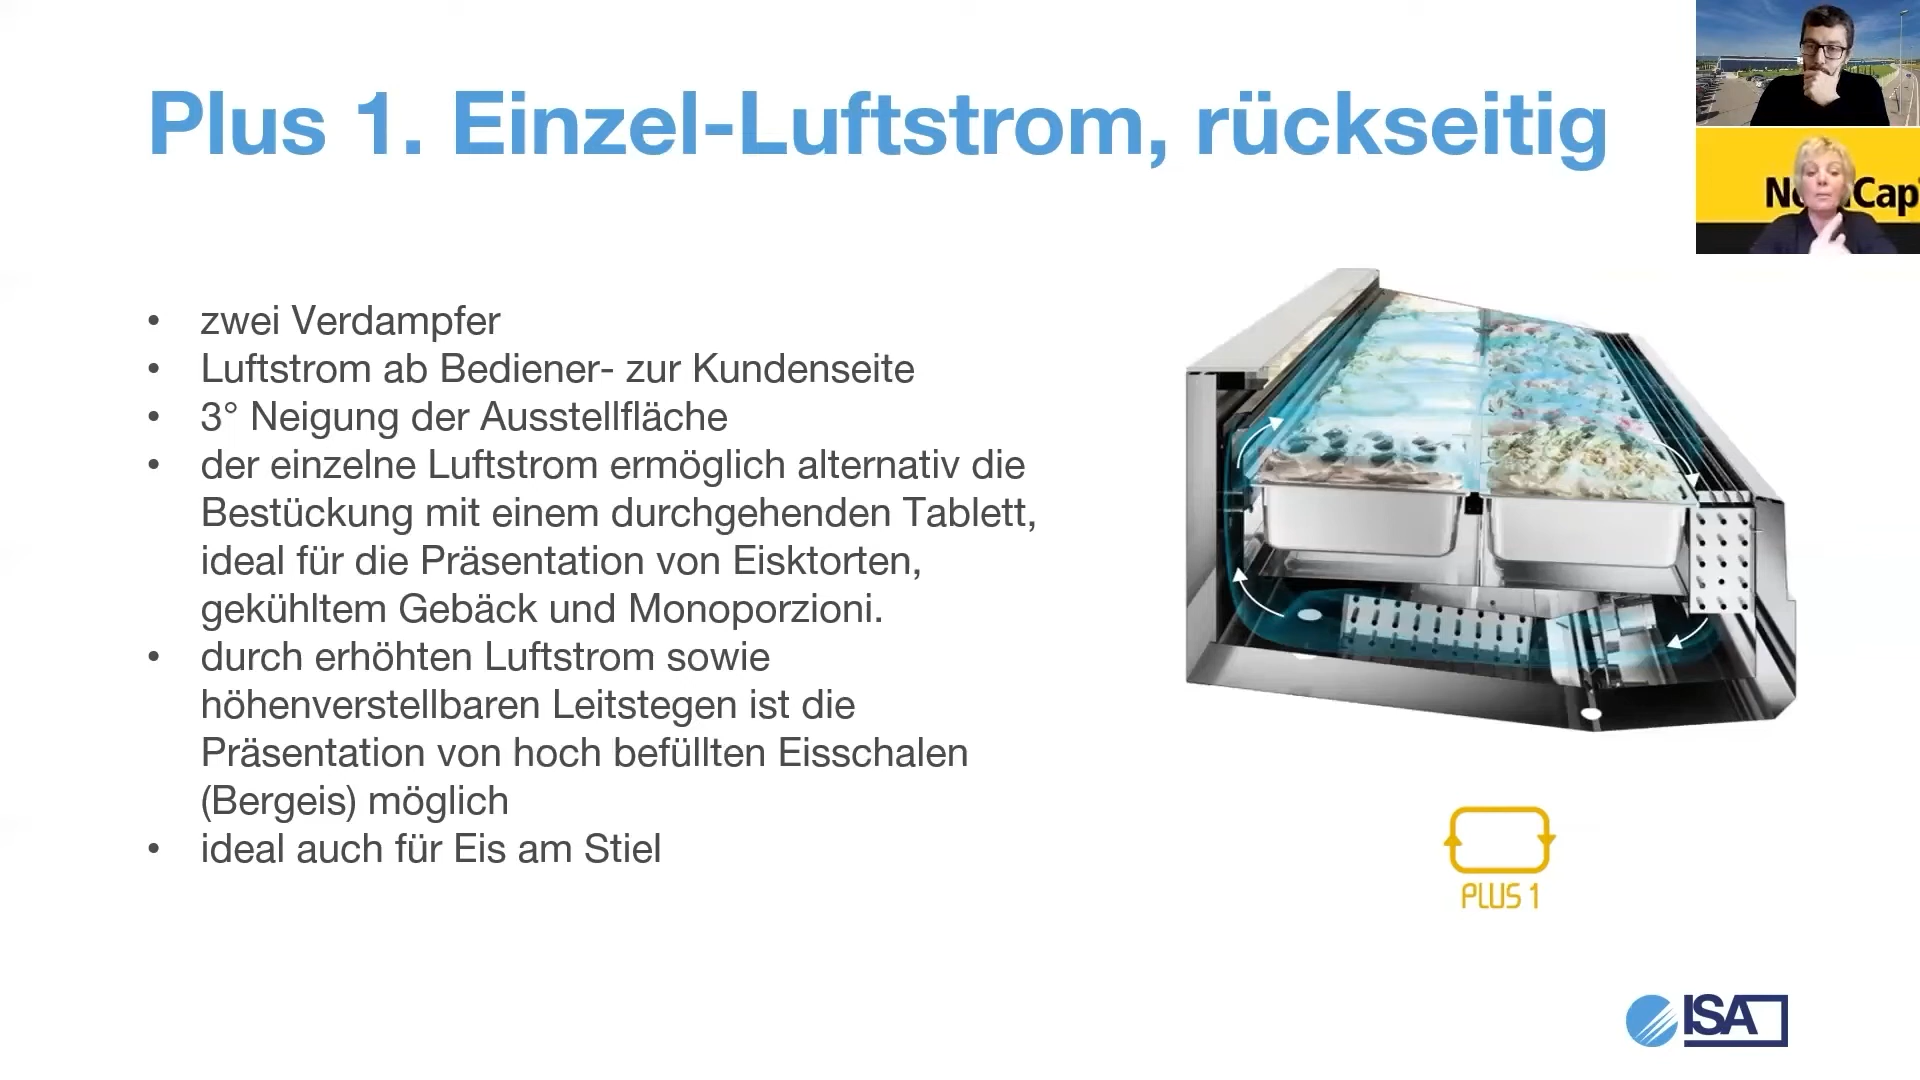 Plus 1. Einzel-Luftstrom, rückseitig
• zwei Verdampfer
• Luftstrom ab Bediener- zur Kundenseite
• 3° Neigung der Ausstellfläche
• der einzelne Luftstrom ermöglich alternativ die
Bestückung mit einem durchgehenden Tablett,
ideal für die Präsentation von Eisktorten,
gekühltem Gebäck und Monoporzioni.
• durch erhöhten Luftstrom sowie
höhenverstellbaren Leitstegen ist die
Präsentation von hoch befüllten Eisschalen
(Bergeis) möglich
• ideal auch für Eis am Stiel
PLUS 1
ISA